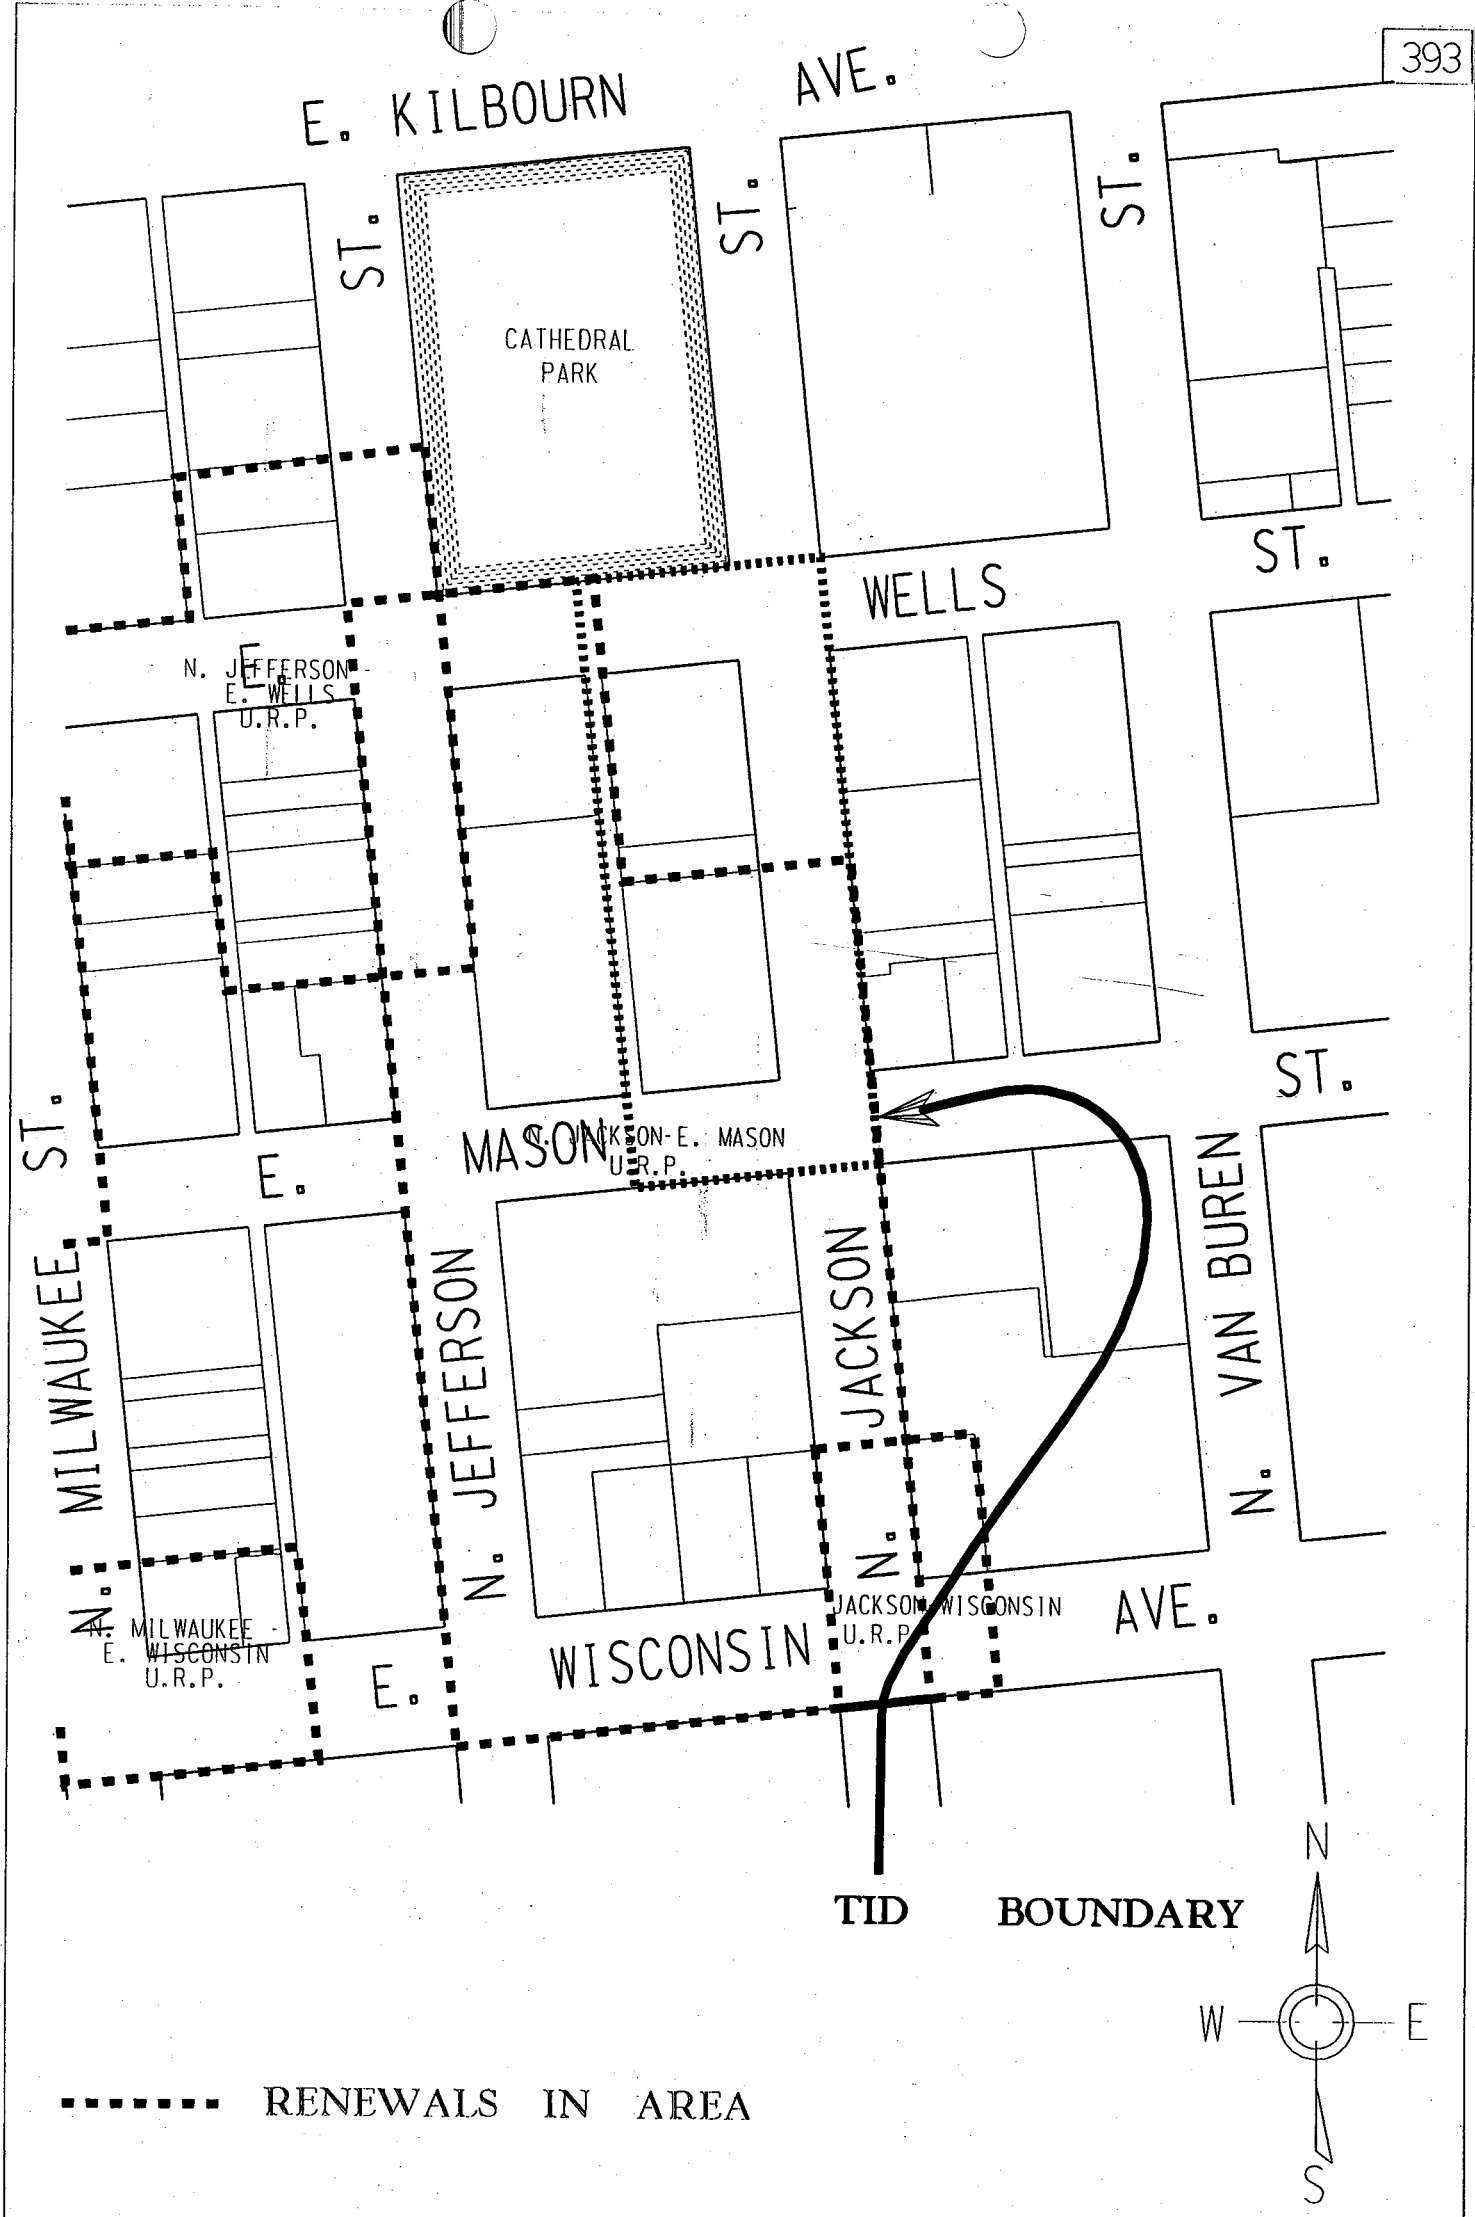 393
E. KILBOURN AVE.
ST.
ST.
ST.
CATHEDRAL
PARK
E. WELLS ST.
N. JEFFERSON -
E. WELLS
U.R.P.
E. MASON ST.
N. JACKSON-E. MASON
U.R.P.
N. MILWAUKEE ST.
N. JEFFERSON
N. JACKSON
N. VAN BUREN
JACKSON-WISCONSIN
U.R.P.
N. MILWAUKEE -
E. WISCONSIN
U.R.P.
E. WISCONSIN AVE.
TID BOUNDARY
N
W E
S
RENEWALS IN AREA